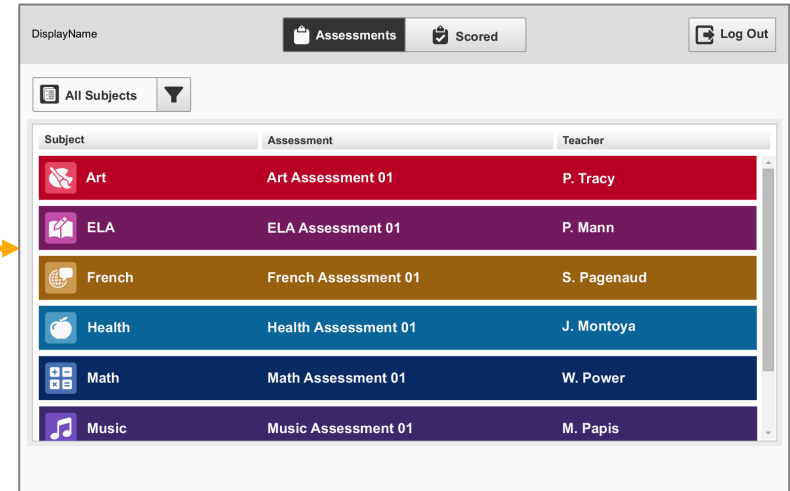 DisplayName Assessments Scored Log Out
All Subjects
Subject Assessment Teacher
Art Art Assessment 01 P. Tracy
ELA ELA Assessment 01 P. Mann
French French Assessment 01 S. Pagenaud
Health Health Assessment 01 J. Montoya
Math Math Assessment 01 W. Power
Music Music Assessment 01 M. Papis